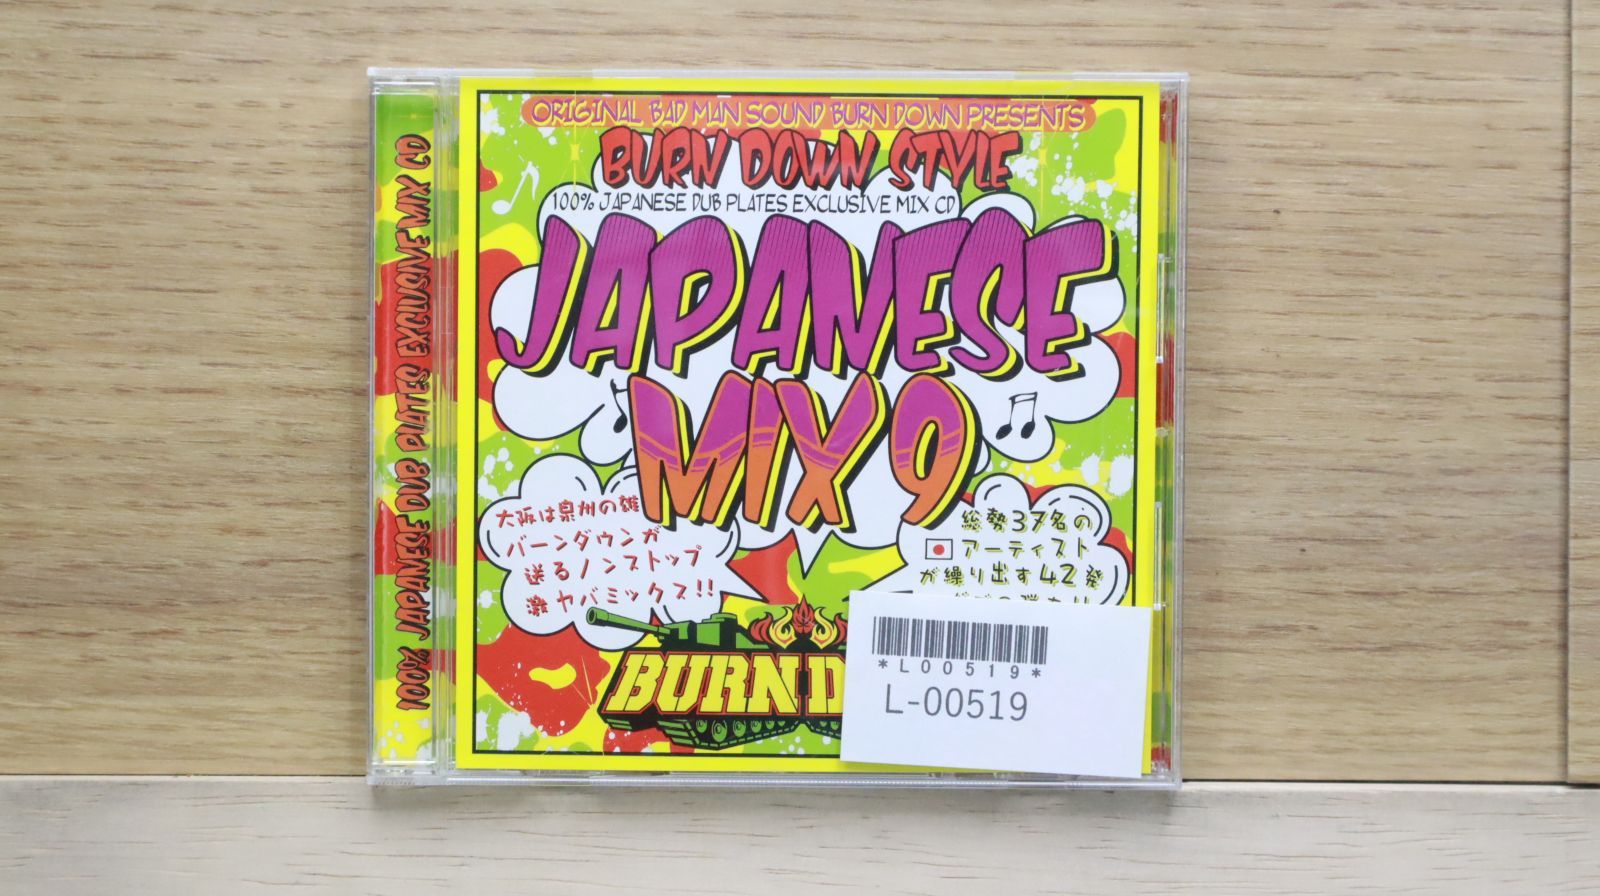 ORIGINAL BAD MAN SOUND BURN DOWN PRESENTS
BURN DOWN STYLE
100% JAPANESE DUB PLATES EXCLUSIVE MIX CD
JAPANESE
MIX 9
大阪は泉州の雄
バーンダウンが
送るノンストップ
激ヤバミックス!!
総勢37名の
アーティスト
が繰り出す42発
BURN D
*L00519*
L-00519
100% JAPANESE DUB PLATES EXCLUSIVE MIX CD